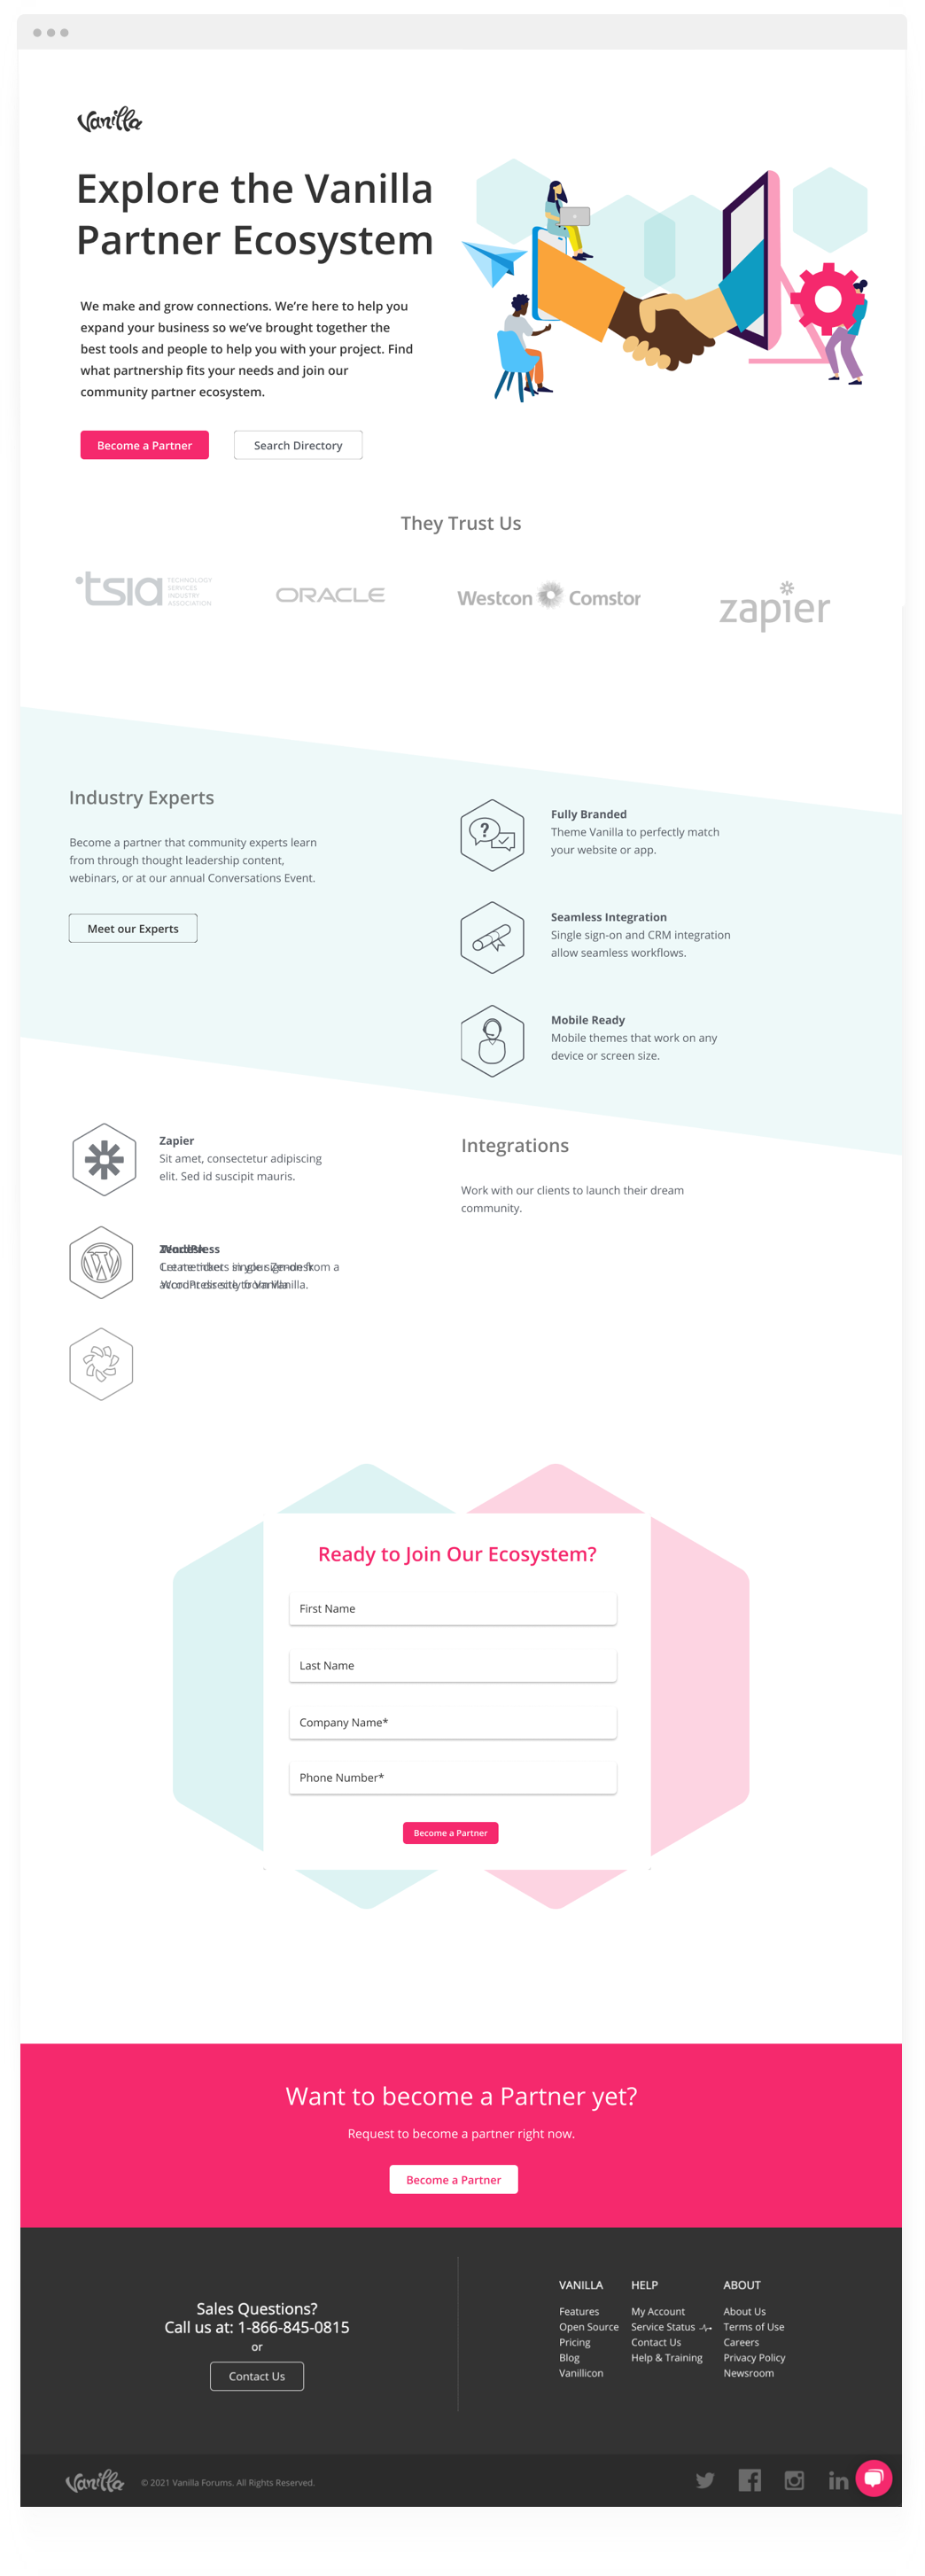 Vanilla
Explore the Vanilla
Partner Ecosystem
We make and grow connections. We're here to help you
expand your business so we've brought together the
best tools and people to help you with your project. Find
what partnership fits your needs and join our
community partner ecosystem.
Become a Partner
Search Directory
They Trust Us
tsia TECHNOLOGY
SERVICES
INDUSTRY
ASSOCIATION
ORACLE
Westcon Comstor
zapier
Industry Experts
Become a partner that community experts learn
from through thought leadership content,
webinars, or at our annual Conversations Event.
Meet our Experts
Fully Branded
Theme Vanilla to perfectly match
your website or app.
Seamless Integration
Single sign-on and CRM integration
allow seamless workflows.
Mobile Ready
Mobile themes that work on any
device or screen size.
Zapier
Sit amet, consectetur adipiscing
elit. Sed id suscipit mauris.
Integrations
Work with our clients to launch their dream
community.
Ready to Join Our Ecosystem?
First Name
Last Name
Company Name*
Phone Number*
Become a Partner
Want to become a Partner yet?
Request to become a partner right now.
Become a Partner
Sales Questions?
Call us at: 1-866-845-0815
or
Contact Us
VANILLA
Features
Open Source
Pricing
Blog
Vanillicon
HELP
My Account
Service Status
Contact Us
Help & Training
ABOUT
About Us
Terms of Use
Careers
Privacy Policy
Newsroom
Vanilla
© 2021 Vanilla Forums. All Rights Reserved.